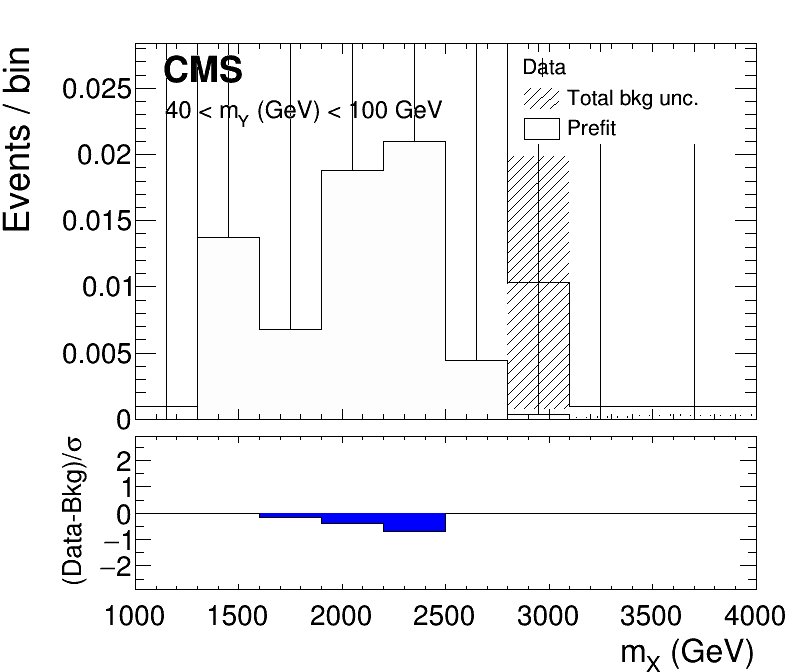 CMS
40 < mY (GeV) < 100 GeV
Data
Total bkg unc.
Prefit
Events / bin
0.025
0.02
0.015
0.01
0.005
0
(Data-Bkg)/σ
2
1
0
−1
−2
1000 1500 2000 2500 3000 3500 4000
mX (GeV)